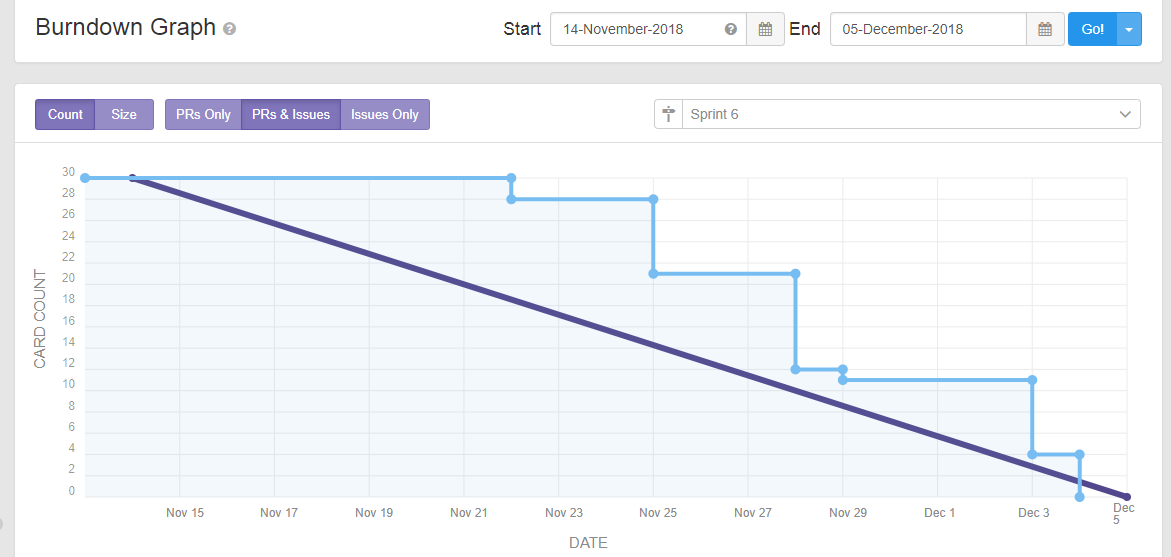 Burndown Graph ?
Start 14-November-2018 ? End 05-December-2018 Go!
Count Size PRs Only PRs & Issues Issues Only Sprint 6
30
28
26
24
22
20
18
16
14
12
10
8
6
4
2
0
CARD COUNT
Nov 15 Nov 17 Nov 19 Nov 21 Nov 23 Nov 25 Nov 27 Nov 29 Dec 1 Dec 3 Dec
5
DATE